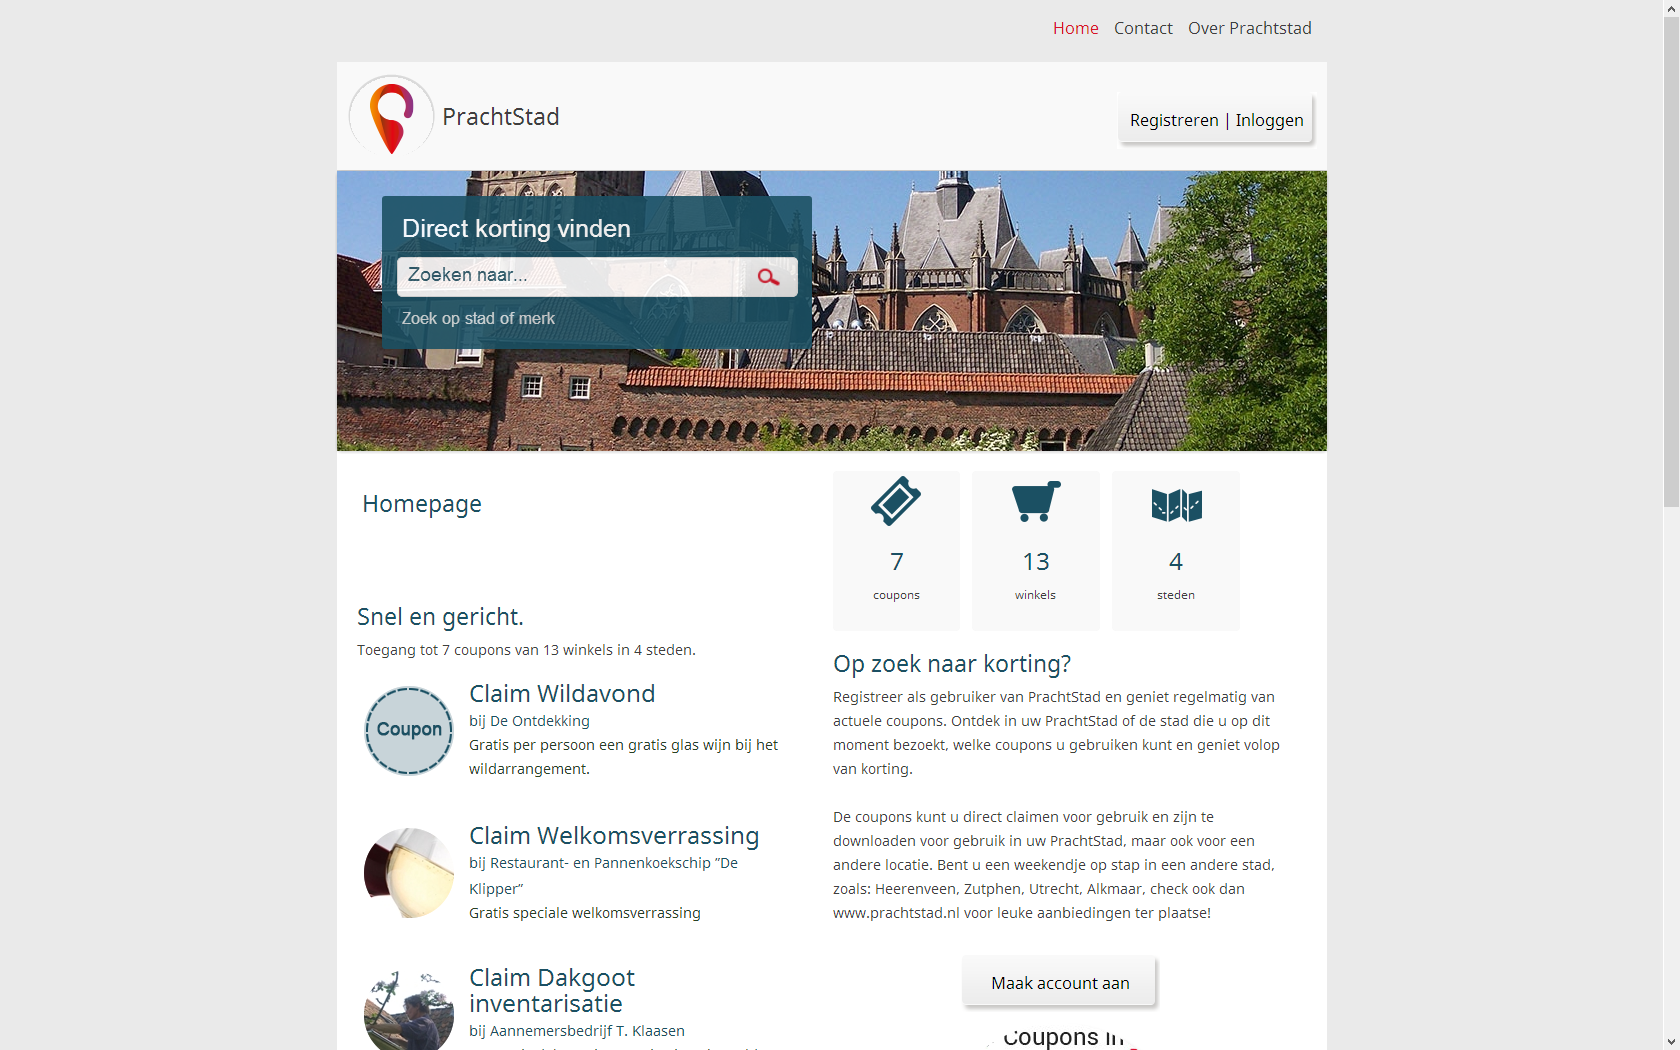 Home Contact Over Prachtstad
PrachtStad
Registreren | Inloggen
Direct korting vinden
Zoeken naar...
Zoek op stad of merk
Homepage
7
coupons
13
winkels
4
steden
Snel en gericht.
Toegang tot 7 coupons van 13 winkels in 4 steden.
Coupon
Claim Wildavond
bij De Ontdekking
Gratis per persoon een gratis glas wijn bij het
wildarrangement.
Claim Welkomsverrassing
bij Restaurant- en Pannenkoekschip ”De
Klipper”
Gratis speciale welkomsverrassing
Claim Dakgoot
inventarisatie
bij Aannemersbedrijf T. Klaasen
Op zoek naar korting?
Registreer als gebruiker van PrachtStad en geniet regelmatig van
actuele coupons. Ontdek in uw PrachtStad of de stad die u op dit
moment bezoekt, welke coupons u gebruiken kunt en geniet volop
van korting.
De coupons kunt u direct claimen voor gebruik en zijn te
downloaden voor gebruik in uw PrachtStad, maar ook voor een
andere locatie. Bent u een weekendje op stap in een andere stad,
zoals: Heerenveen, Zutphen, Utrecht, Alkmaar, check ook dan
www.prachtstad.nl voor leuke aanbiedingen ter plaatse!
Maak account aan
Coupons in